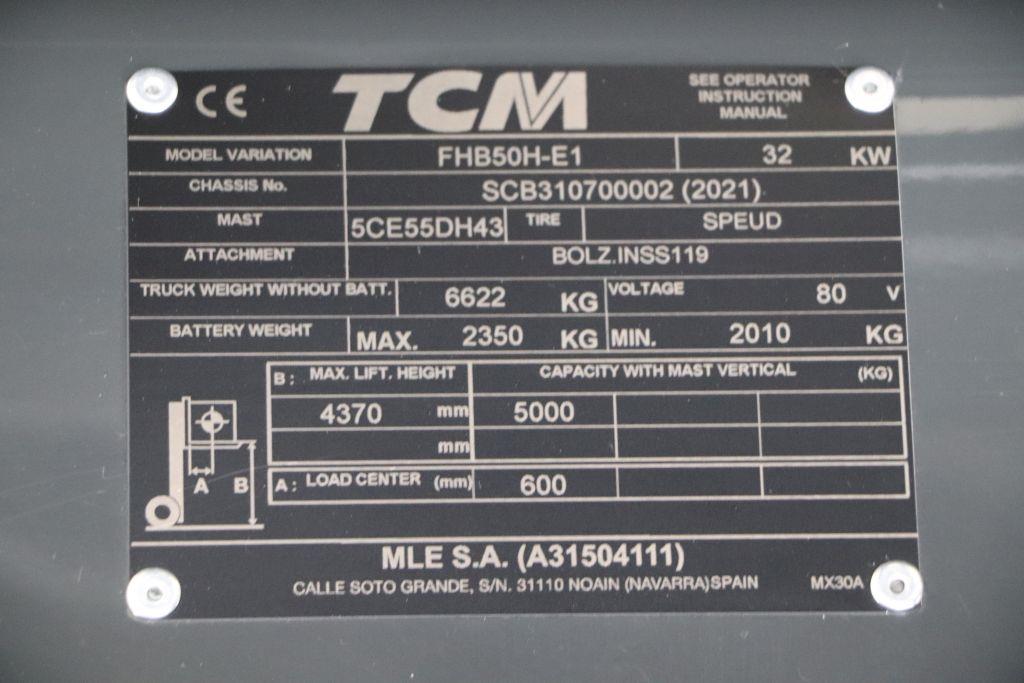 CE TCM SEE OPERATOR
INSTRUCTION
MANUAL
MODEL VARIATION FHB50H-E1 32 KW
CHASSIS No. SCB310700002 (2021)
MAST 5CE55DH43 TIRE SPEUD
ATTACHMENT BOLZ.INSS119
TRUCK WEIGHT WITHOUT BATT. 6622 KG VOLTAGE 80 V
BATTERY WEIGHT MAX. 2350 KG MIN. 2010 KG
B: MAX. LIFT. HEIGHT CAPACITY WITH MAST VERTICAL (KG)
4370 mm 5000
mm
A B A: LOAD CENTER (mm) 600
MLE S.A. (A31504111)
CALLE SOTO GRANDE, S/N. 31110 NOAIN (NAVARRA)SPAIN MX30A